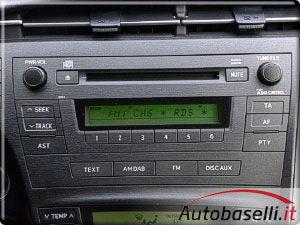 PWR·VOL
TUNE·FILE
MUTE
AUDIO CONTROL
∧ SEEK
∨ TRACK
AST
FM1 CH6 * RDS *
TA
AF
PTY
1 2 3 4 5 6
TEXT AM·DAB FM DISC·AUX
∨ TEMP ∧
Autobaselli.it